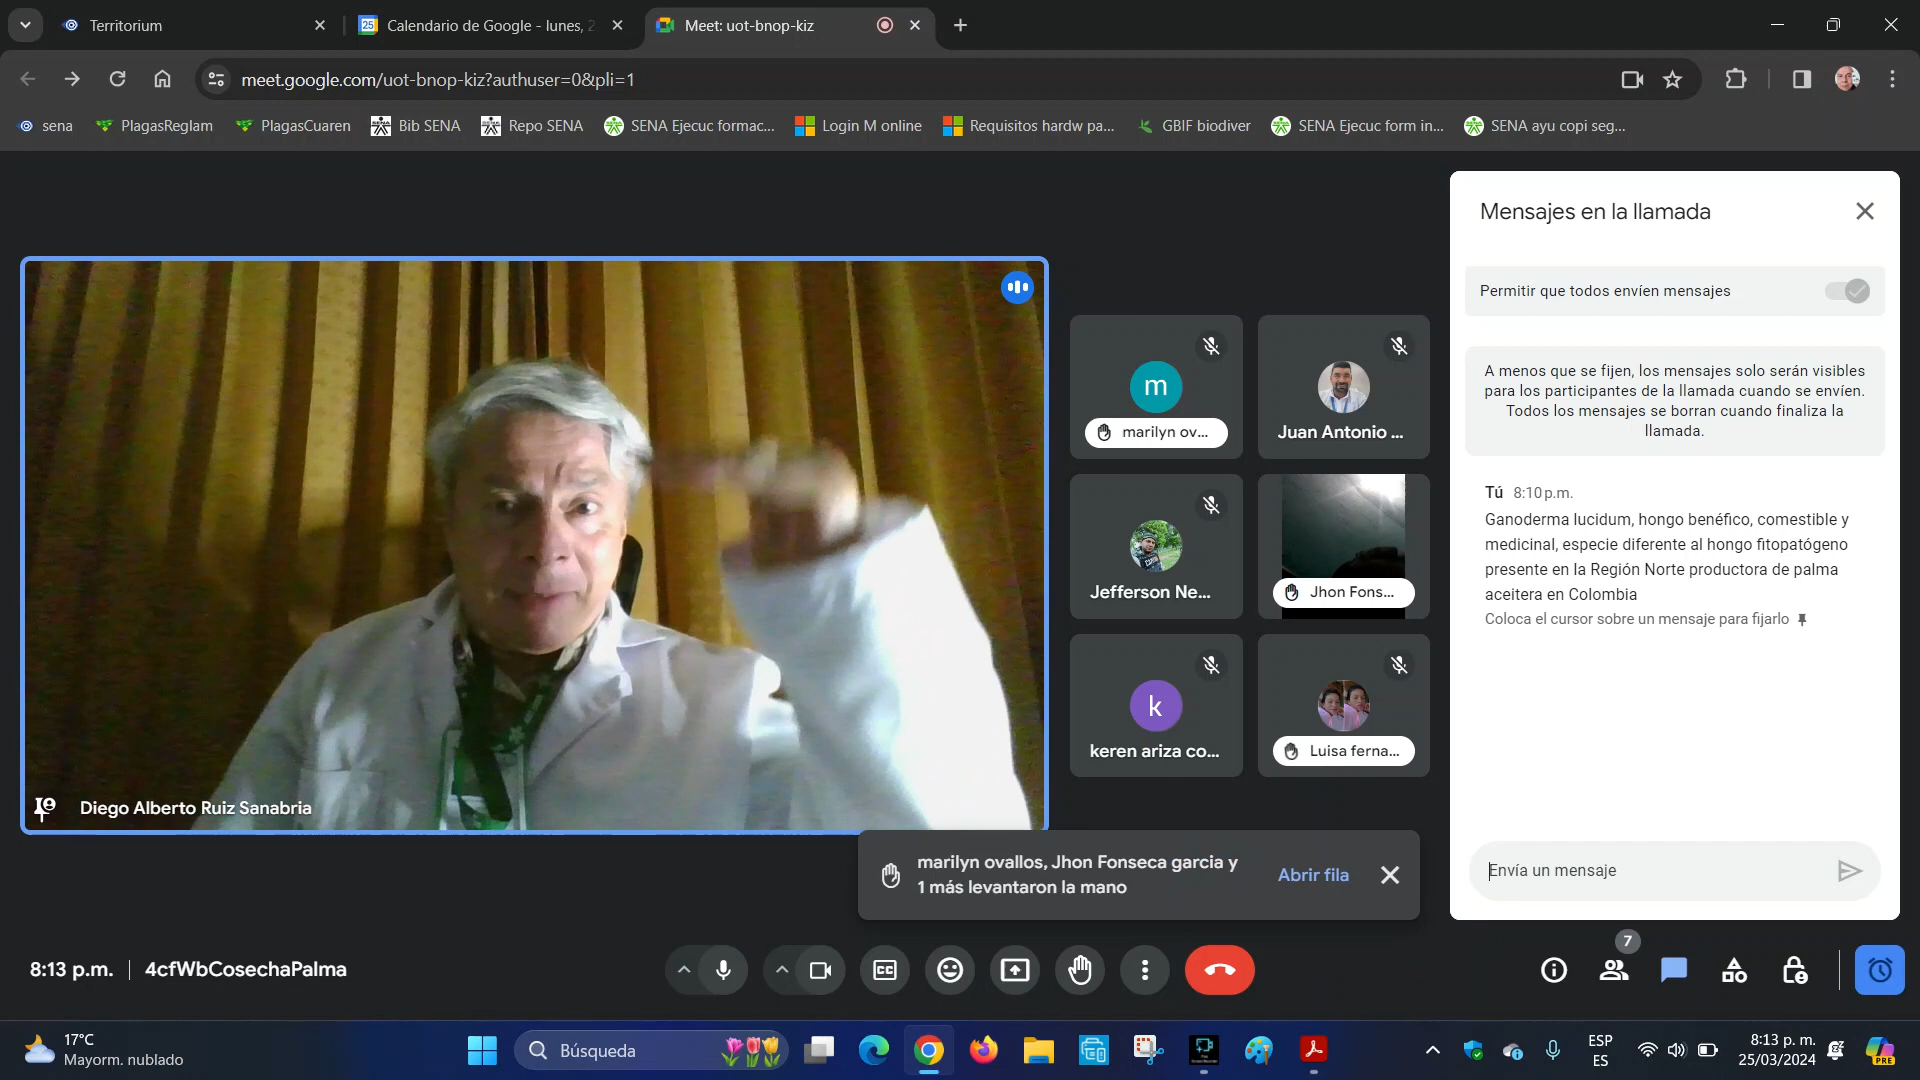 Territorium
Calendario de Google - lunes, 2
Meet: uot-bnop-kiz
meet.google.com/uot-bnop-kiz?authuser=0&pli=1
sena
PlagasReglam
PlagasCuaren
Bib SENA
Repo SENA
SENA Ejecuc formac...
Login M online
Requisitos hardw pa...
GBIF biodiver
SENA Ejecuc form in...
SENA ayu copi seg...
Mensajes en la llamada
Permitir que todos envíen mensajes
A menos que se fijen, los mensajes solo serán visibles
para los participantes de la llamada cuando se envíen.
Todos los mensajes se borran cuando finaliza la
llamada.
Tú 8:10 p.m.
Ganoderma lucidum, hongo benéfico, comestible y
medicinal, especie diferente al hongo fitopatógeno
presente en la Región Norte productora de palma
aceitera en Colombia
Coloca el cursor sobre un mensaje para fijarlo
Envía un mensaje
m
marilyn ov...
Juan Antonio ...
Jefferson Ne...
Jhon Fons...
k
keren ariza co...
Luisa ferna...
Diego Alberto Ruiz Sanabria
marilyn ovallos, Jhon Fonseca garcia y
1 más levantaron la mano
Abrir fila
8:13 p.m.
4cfWbCosechaPalma
7
17°C
Mayorm. nublado
Búsqueda
ESP
ES
8:13 p. m.
25/03/2024
PRE